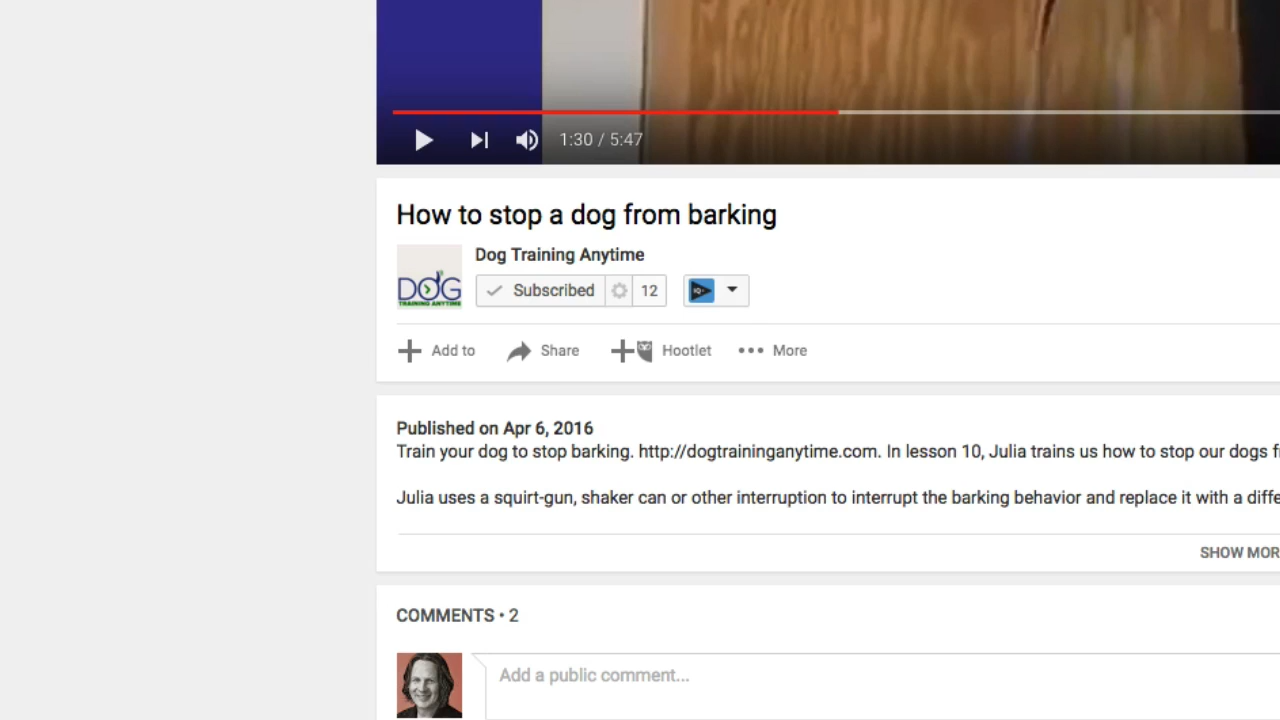 1:30 / 5:47
How to stop a dog from barking
Dog Training Anytime
DOG
TRAINING ANYTIME
Subscribed 12
Add to Share Hootlet More
Published on Apr 6, 2016
Train your dog to stop barking. http://dogtraininganytime.com. In lesson 10, Julia trains us how to stop our dogs f
Julia uses a squirt-gun, shaker can or other interruption to interrupt the barking behavior and replace it with a diffe
SHOW MOR
COMMENTS • 2
Add a public comment...